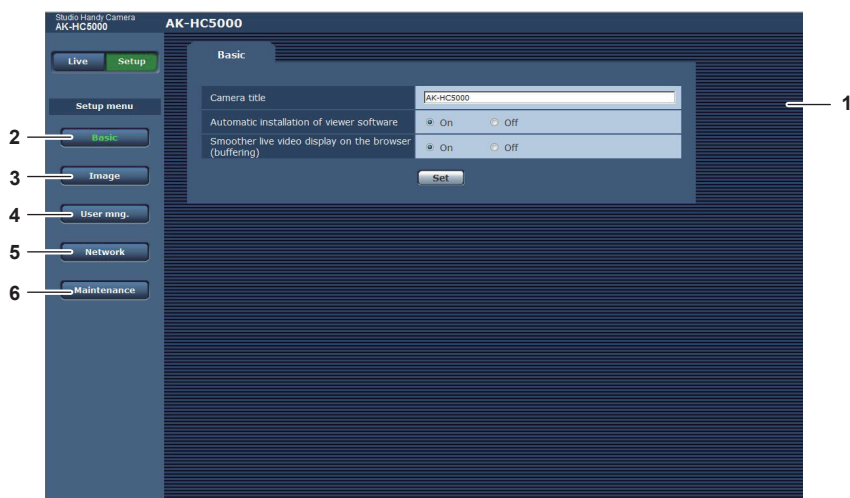 Studio Handy Camera
AK-HC5000
AK-HC5000
Live
Setup
Basic
Setup menu
Camera title
AK-HC5000
Automatic installation of viewer software
On
Off
Smoother live video display on the browser
(buffering)
On
Off
Set
Basic
Image
User mng.
Network
Maintenance
1
2
3
4
5
6